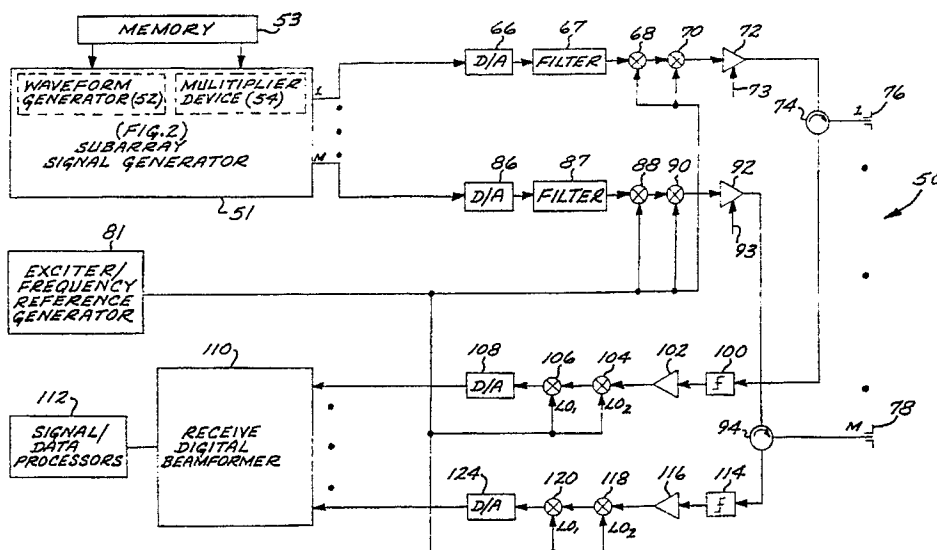 MEMORY
53
WAVEFORM
GENERATOR (52)
MULITIPLIER
DEVICE (54)
(FIG. 2)
SUBARRAY
SIGNAL GENERATOR
51
1
M
66
D/A
67
FILTER
68
70
72
73
74
1
76
86
D/A
87
FILTER
88
90
92
93
50
81
EXCITER/
FREQUENCY
REFERENCE
GENERATOR
110
RECEIVE
DIGITAL
BEAMFORMER
112
SIGNAL/
DATA
PROCESSORS
108
D/A
106
LO1
104
LO2
102
100
94
M
78
124
D/A
120
LO1
118
LO2
116
114